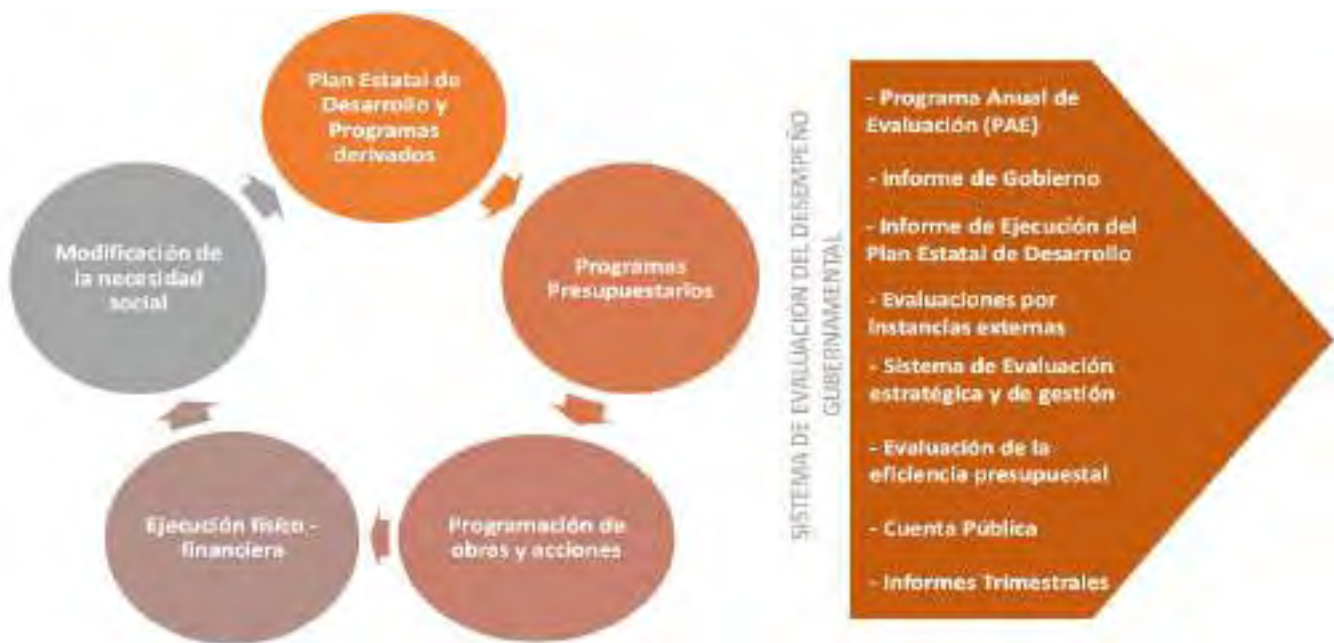 Plan Estatal de
Desarrollo y
Programas
derivados
Programas
Presupuestarios
Programación de
obras y acciones
Ejecución físico -
financiera
Modificación de
la necesidad
social
SISTEMA DE EVALUACIÓN DEL DESEMPEÑO
GUBERNAMENTAL
- Programa Anual de
Evaluación (PAE)
- Informe de Gobierno
- Informe de Ejecución del
Plan Estatal de Desarrollo
- Evaluaciones por
instancias externas
- Sistema de Evaluación
estratégica y de gestión
- Evaluación de la
eficiencia presupuestal
- Cuenta Pública
- Informes Trimestrales